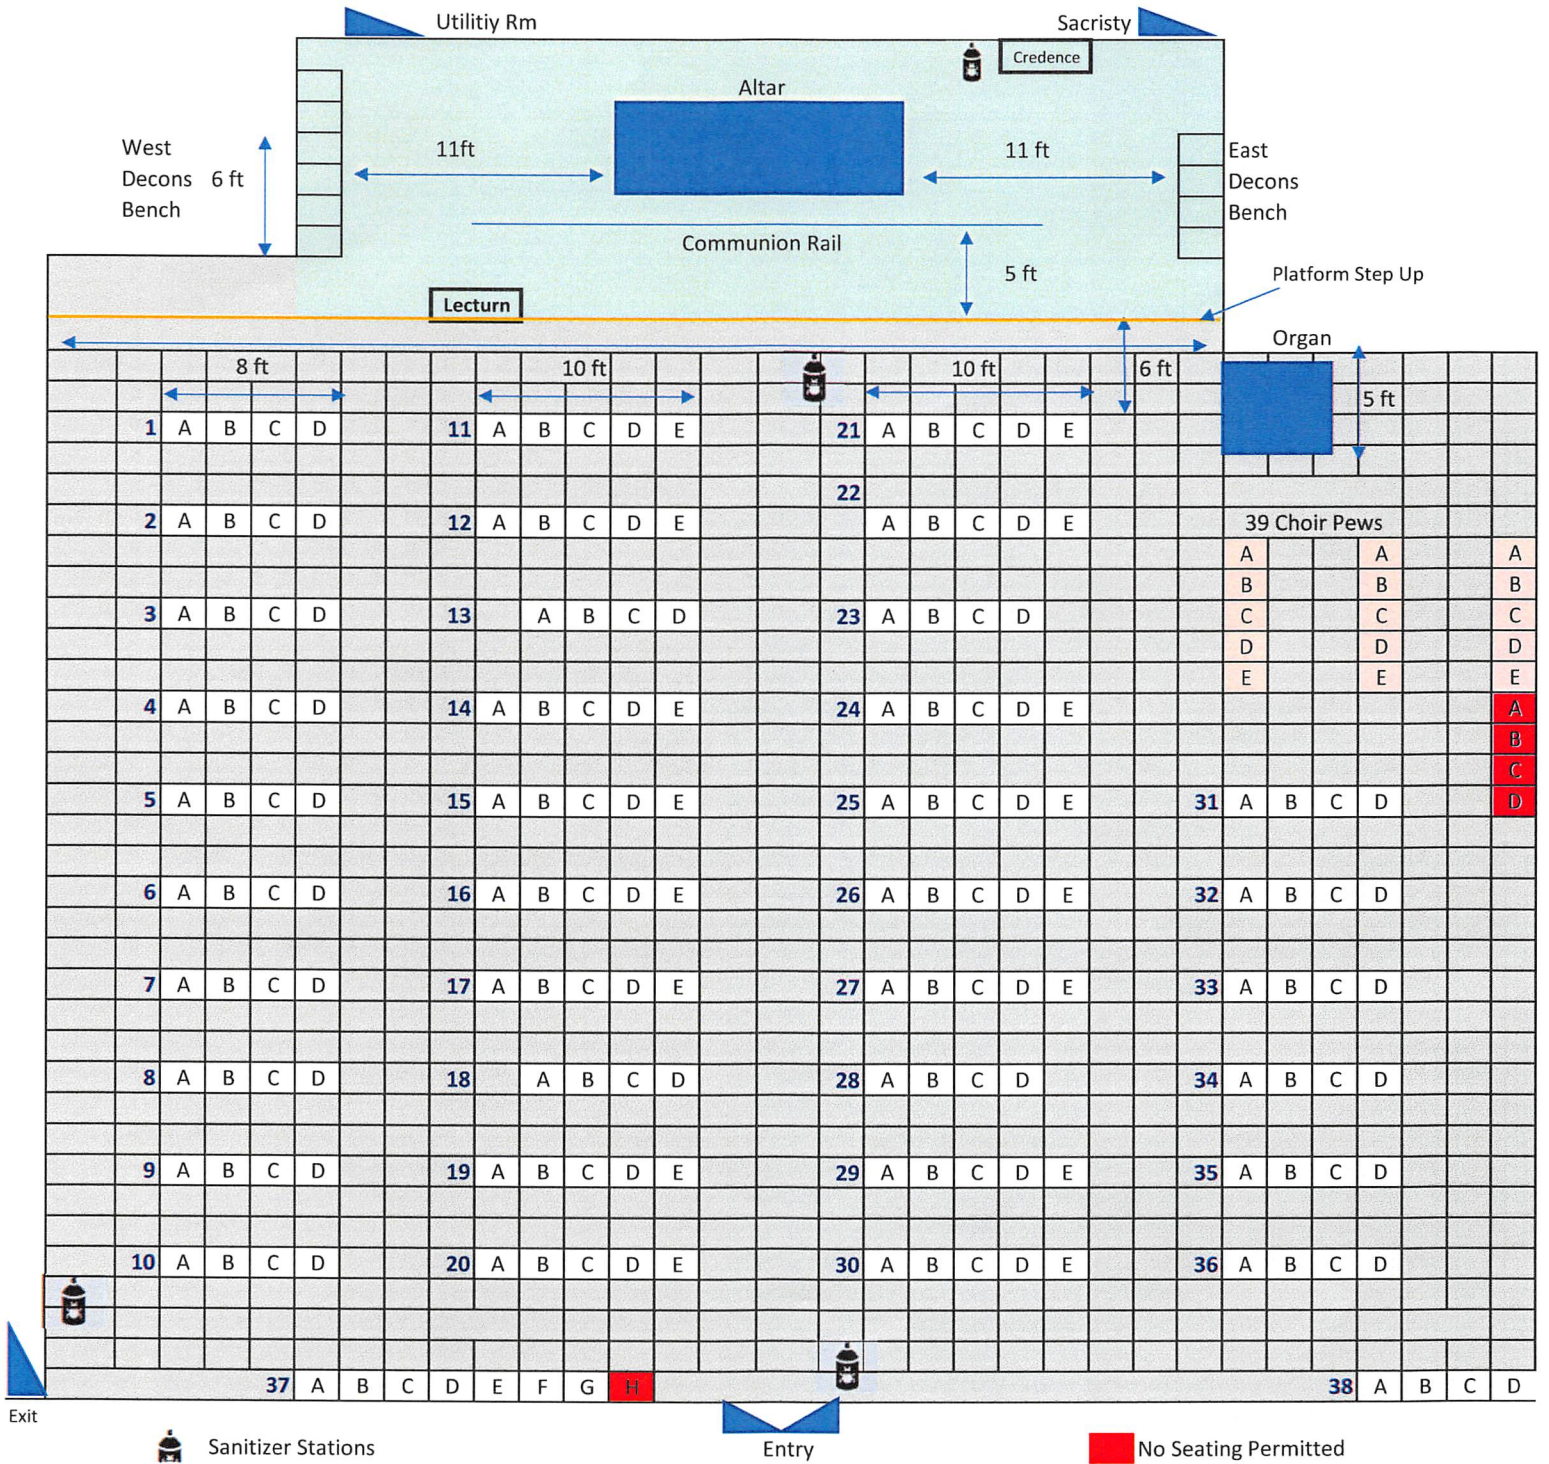 Utilitiy Rm
Sacristy
Credence
Altar
West
Decons 6 ft
Bench
11ft
11 ft
East
Decons
Bench
Communion Rail
5 ft
Platform Step Up
Lecturn
Organ
8 ft
10 ft
10 ft
6 ft
5 ft
1 A B C D 11 A B C D E 21 A B C D E
22
2 A B C D 12 A B C D E A B C D E 39 Choir Pews
A A A
B B B
3 A B C D 13 A B C D 23 A B C D C C C
D D D
E E E
4 A B C D 14 A B C D E 24 A B C D E A
B
C
5 A B C D 15 A B C D E 25 A B C D E 31 A B C D D
6 A B C D 16 A B C D E 26 A B C D E 32 A B C D
7 A B C D 17 A B C D E 27 A B C D E 33 A B C D
8 A B C D 18 A B C D 28 A B C D 34 A B C D
9 A B C D 19 A B C D E 29 A B C D E 35 A B C D
10 A B C D 20 A B C D E 30 A B C D E 36 A B C D
37 A B C D E F G H 38 A B C D
Exit
Sanitizer Stations
Entry
No Seating Permitted